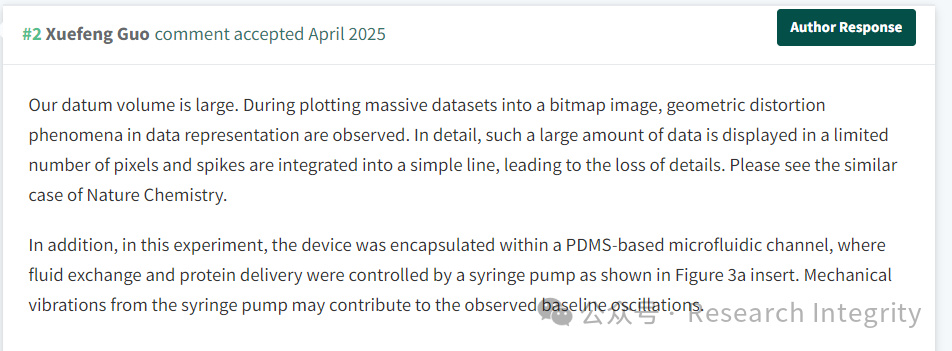 #2 Xuefeng Guo comment accepted April 2025
Author Response
Our datum volume is large. During plotting massive datasets into a bitmap image, geometric distortion
phenomena in data representation are observed. In detail, such a large amount of data is displayed in a limited
number of pixels and spikes are integrated into a simple line, leading to the loss of details. Please see the similar
case of Nature Chemistry.
In addition, in this experiment, the device was encapsulated within a PDMS-based microfluidic channel, where
fluid exchange and protein delivery were controlled by a syringe pump as shown in Figure 3a insert. Mechanical
vibrations from the syringe pump may contribute to the observed baseline oscillations.
公众号 · Research Integrity